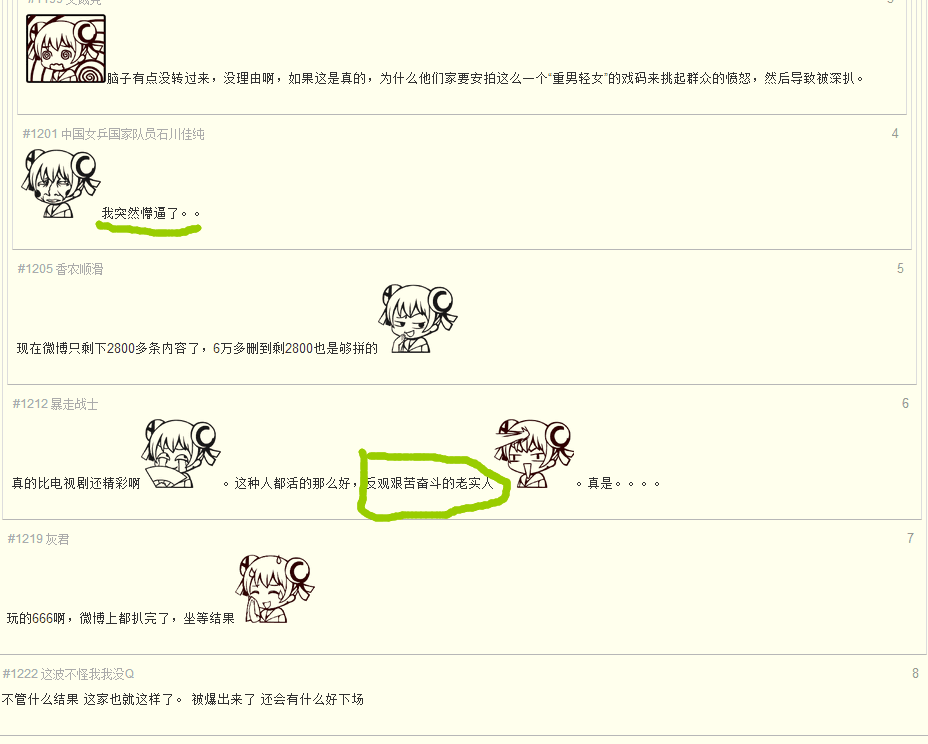 脑子有点没转过来，没理由啊，如果这是真的，为什么他们家要安拍这么一个“重男轻女”的戏码来挑起群众的愤怒，然后导致被深扒。
#1201 中国女乒国家队员石川佳纯 4
我突然懵逼了。。
#1205 香农顺滑 5
现在微博只剩下2800多条内容了，6万多删到剩2800也是够拼的
#1212 暴走战士 6
真的比电视剧还精彩啊 。这种人都活的那么好，反观艰苦奋斗的老实人 。真是。。。。
#1219 灰君 7
玩的666啊，微博上都扒完了，坐等结果
#1222 这波不怪我我没Q 8
不管什么结果 这家也就这样了。 被爆出来了 还会有什么好下场